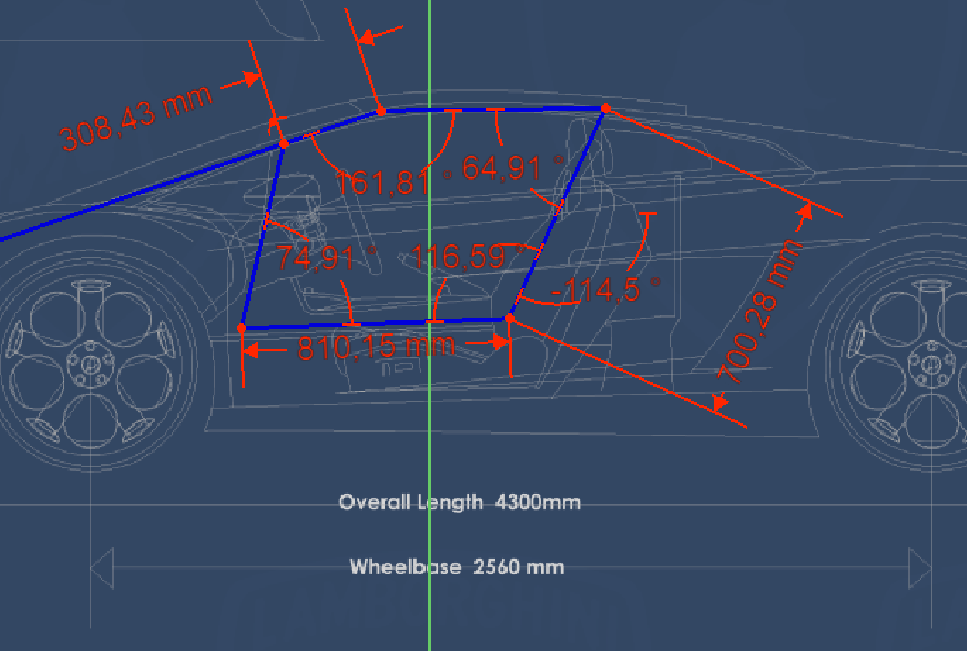 308,43 mm
161,81 °
64,91 °
74,91 °
116,59
-114,5 °
700,28 mm
810,15 mm
Overall Length 4300mm
Wheelbase 2560 mm